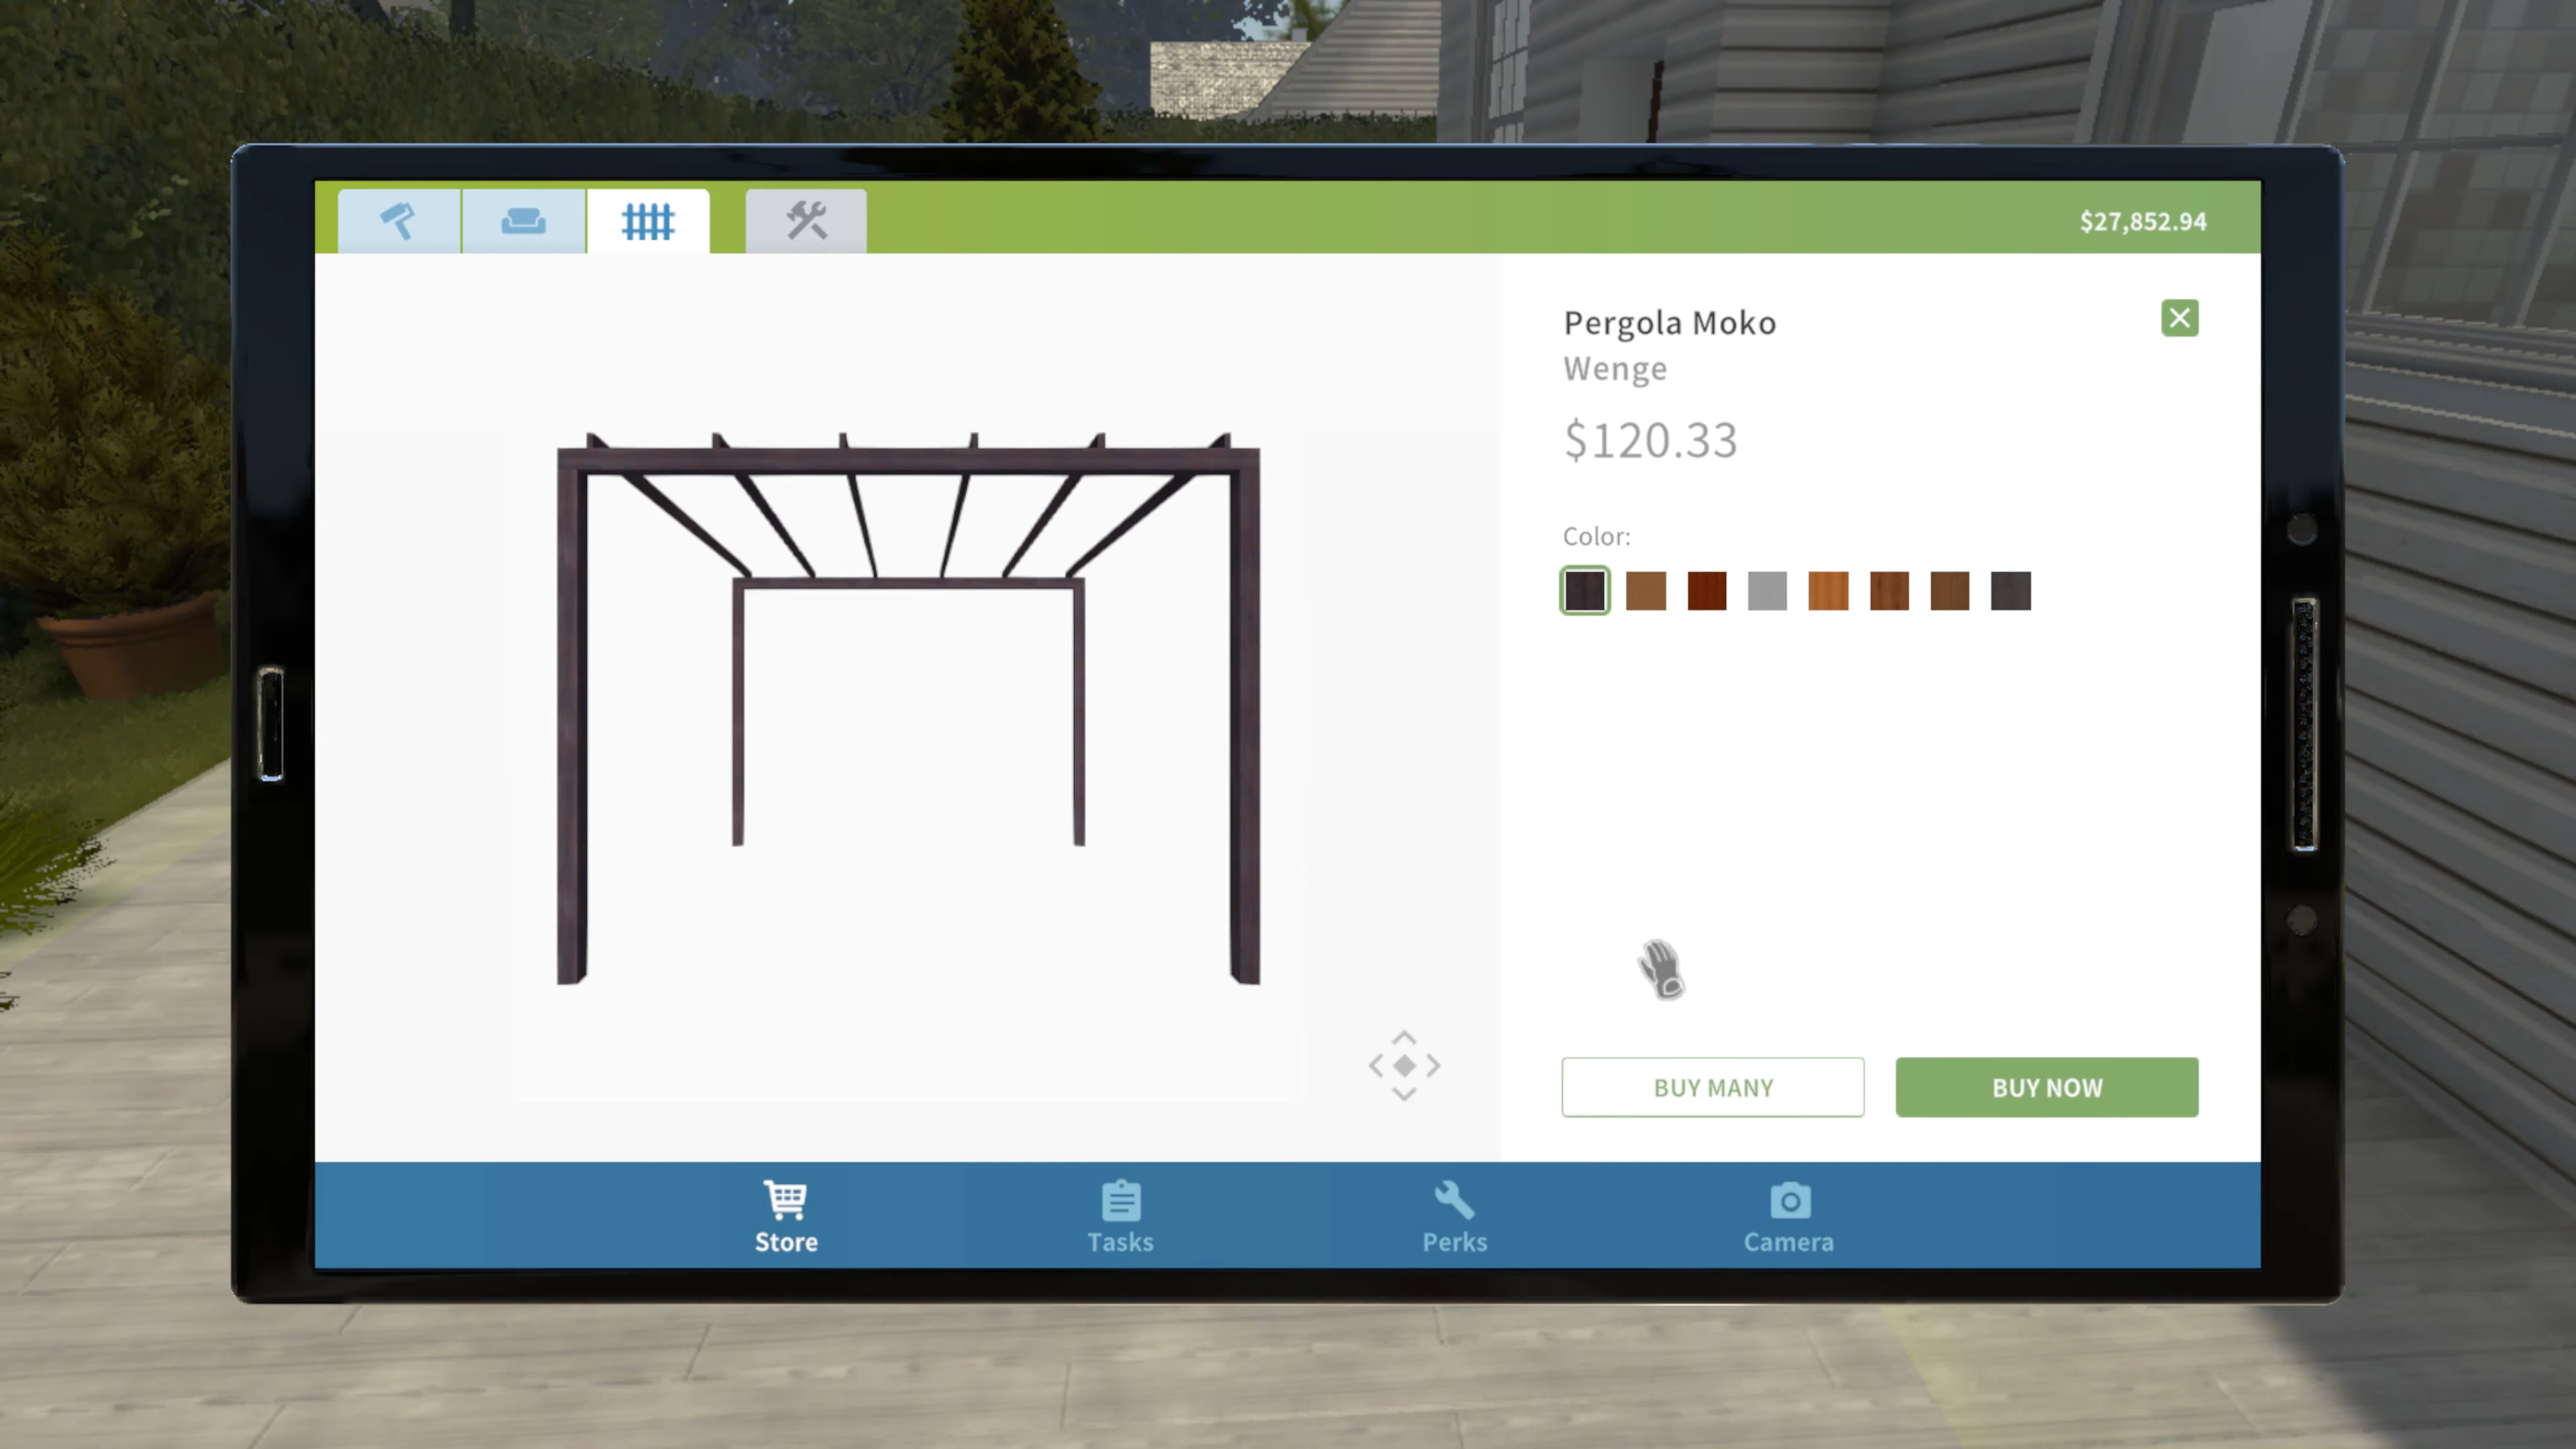 $27,852.94
Pergola Moko
Wenge
$120.33
Color:
BUY MANY
BUY NOW
Store
Tasks
Perks
Camera